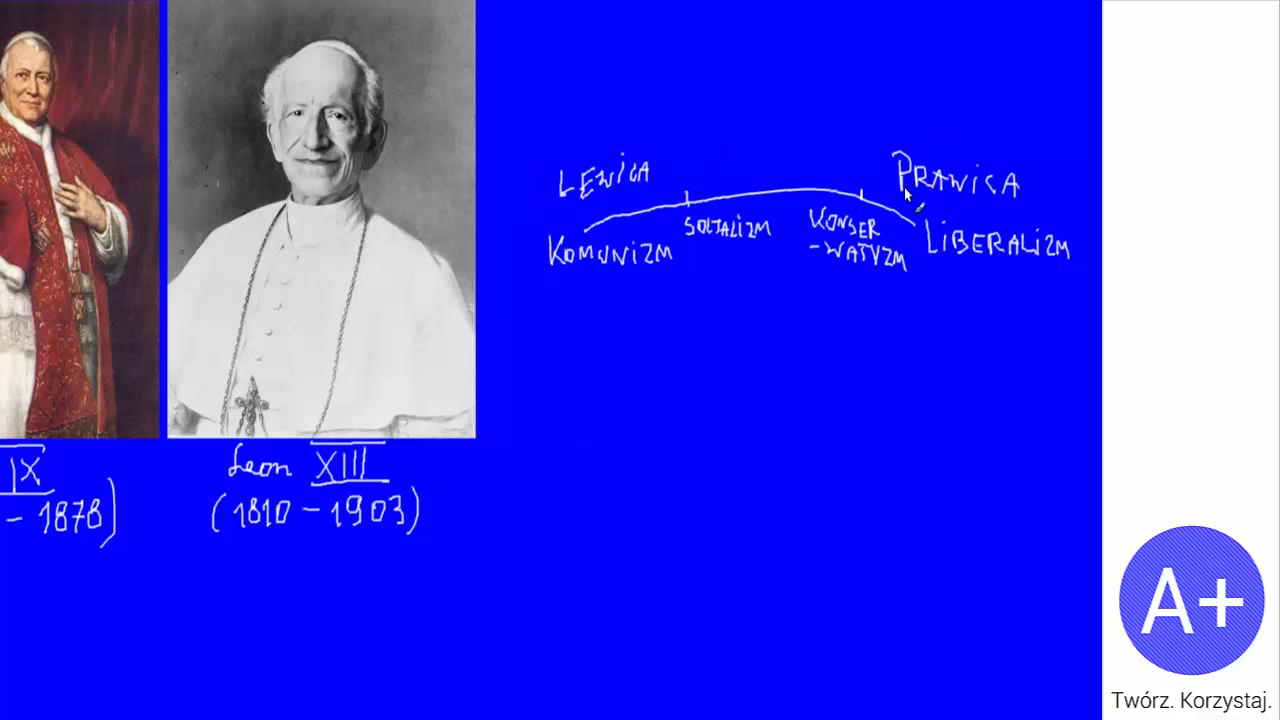 LEWICA
PRAWICA
KOMUNIZM
SOCJALIZM
KONSER
-WATYZM
LIBERALIZM
IX
- 1878)
Leon XIII
(1810-1903)
A+
Twórz. Korzystaj.